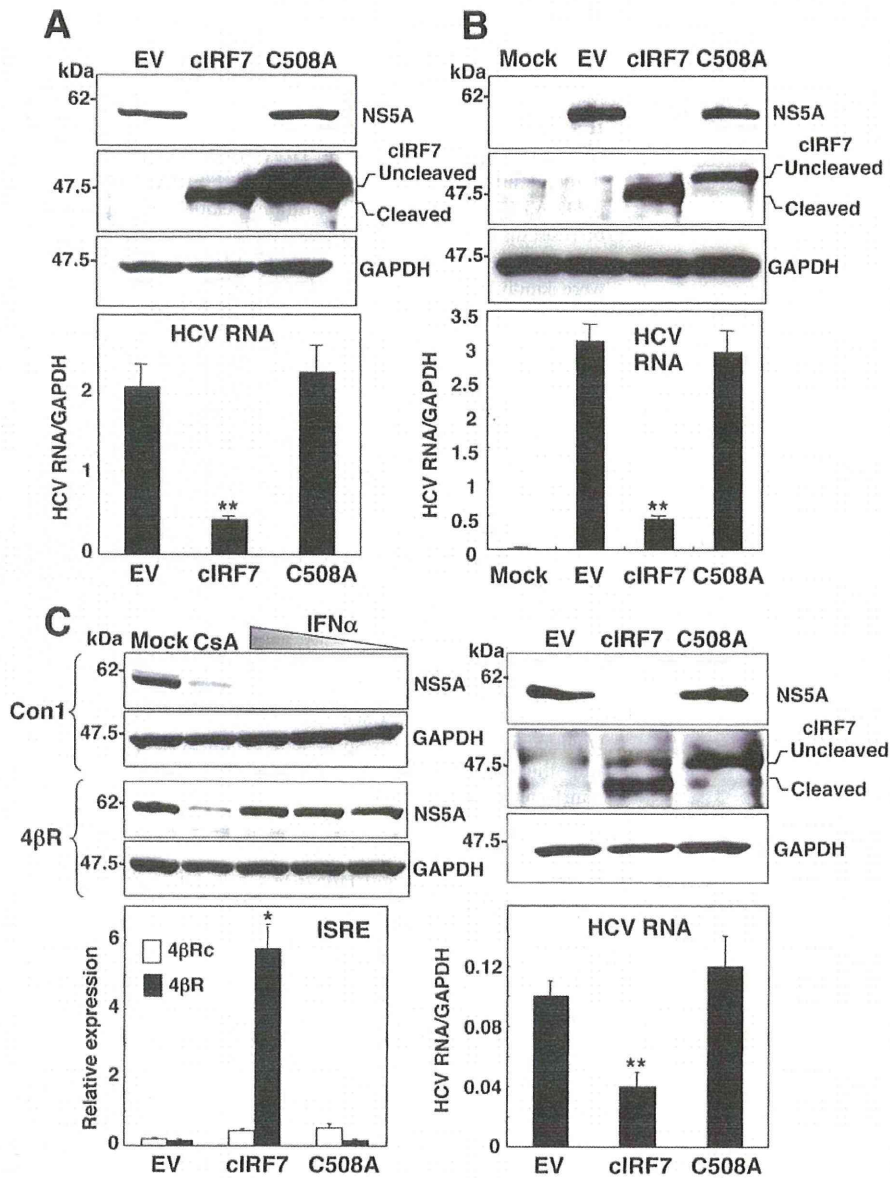 A
EV cIRF7 C508A
kDa
62
NS5A
cIRF7
Uncleaved
47.5
Cleaved
47.5
GAPDH
HCV RNA
HCV RNA/GAPDH
2
1
0
**
EV cIRF7 C508A
B
Mock EV cIRF7 C508A
kDa
62
NS5A
cIRF7
Uncleaved
47.5
Cleaved
47.5
GAPDH
HCV
RNA
HCV RNA/GAPDH
3.5
3
2.5
2
1.5
1
0.5
0
**
Mock EV cIRF7 C508A
C
kDa Mock CsA IFNα
62
NS5A
Con1
47.5
GAPDH
62
NS5A
4βR
47.5
GAPDH
ISRE
4βRc
4βR
Relative expression
6
4
2
0
*
EV cIRF7 C508A
EV cIRF7 C508A
kDa
62
NS5A
cIRF7
Uncleaved
47.5
Cleaved
47.5
GAPDH
HCV RNA
HCV RNA/GAPDH
0.12
0.08
0.04
0
**
EV cIRF7 C508A